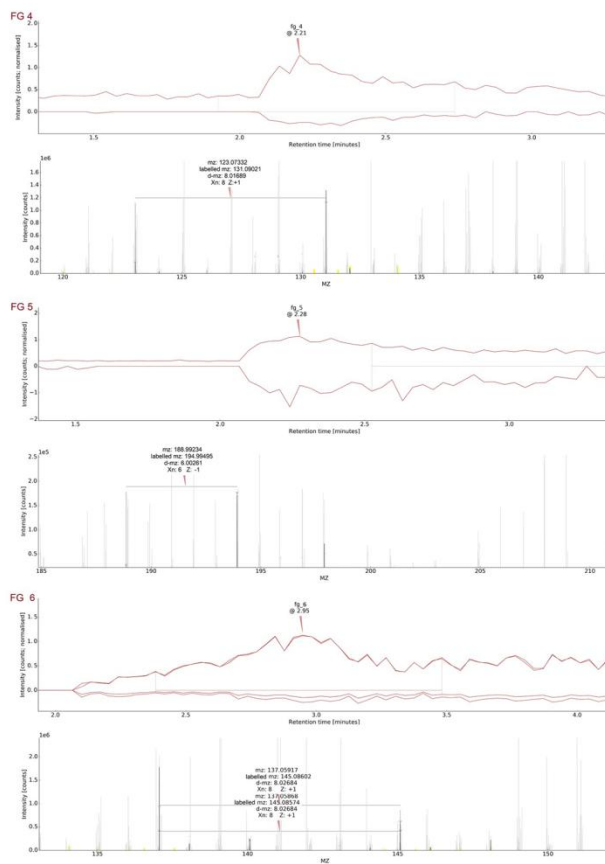 FG 4
fg_4
@ 2.21
Intensity [counts; normalised]
2.0
1.5
1.0
0.5
0.0
1.5
2.0
2.5
3.0
Retention time [minutes]
1e6
mz: 123.07332
labelled mz: 131.09021
d-mz: 8.01689
Xn: 8 Z:+1
Intensity [counts]
1.6
1.4
1.2
1.0
0.8
0.6
0.4
0.2
0.0
120
125
130
135
140
MZ
FG 5
fg_5
@ 2.28
Intensity [counts; normalised]
2
1
0
−1
−2
1.5
2.0
2.5
3.0
Retention time [minutes]
1e5
mz: 188.99234
labelled mz: 194.99495
d-mz: 6.00261
Xn: 6 Z: -1
Intensity [counts]
2.5
2.0
1.5
1.0
0.5
185
190
195
200
205
210
MZ
FG 6
fg_6
@ 2.95
Intensity [counts; normalised]
1.5
1.0
0.5
0.0
2.0
2.5
3.0
3.5
4.0
Retention time [minutes]
1e6
mz: 137.05917
labelled mz: 145.08602
d-mz: 8.02684
Xn: 8 Z: +1
mz: 137.05868
labelled mz: 145.08574
d-mz: 8.02684
Xn: 8 Z: +1
Intensity [counts]
2.0
1.5
1.0
0.5
0.0
135
140
145
150
MZ